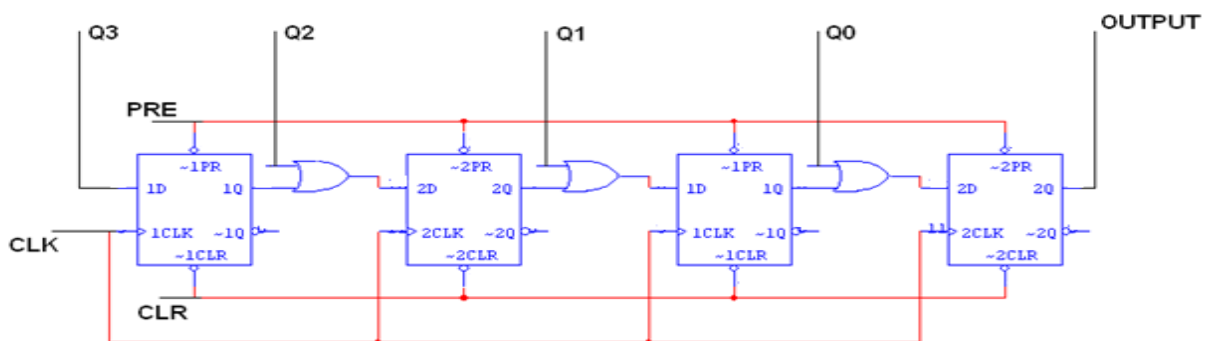 Q3
Q2
Q1
Q0
OUTPUT
PRE
~1PR
~2PR
~1PR
~2PR
1D
1Q
2D
2Q
1D
1Q
2D
2Q
CLK
1CLK
~1Q
2CLK
~2Q
1CLK
~1Q
11
2CLK
~2Q
~1CLR
~2CLR
~1CLR
~2CLR
CLR